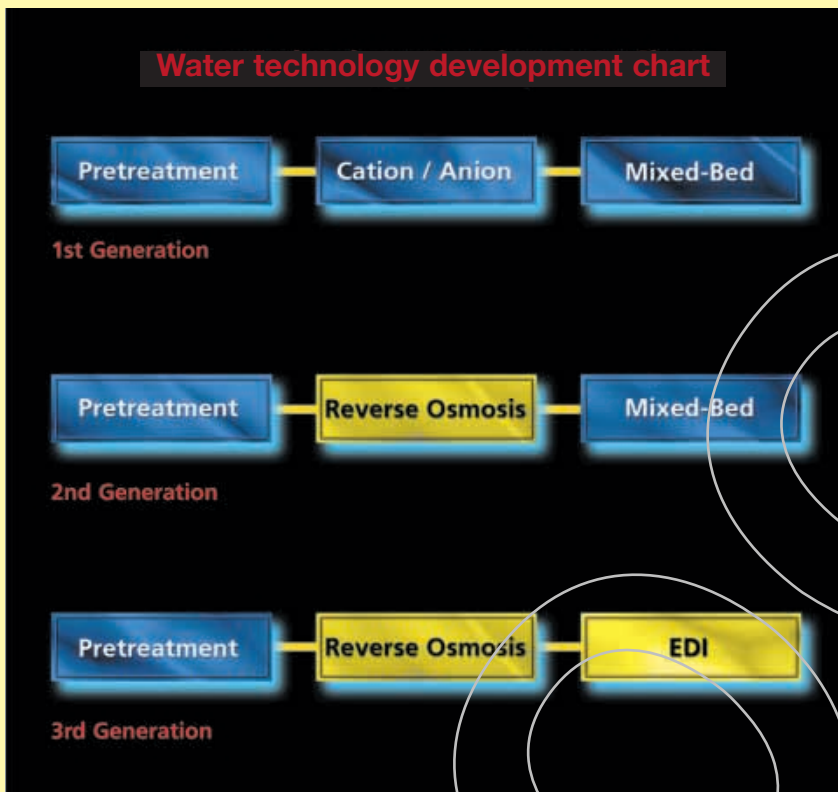 Water technology development chart
Pretreatment Cation / Anion Mixed-Bed
1st Generation
Pretreatment Reverse Osmosis Mixed-Bed
2nd Generation
Pretreatment Reverse Osmosis EDI
3rd Generation